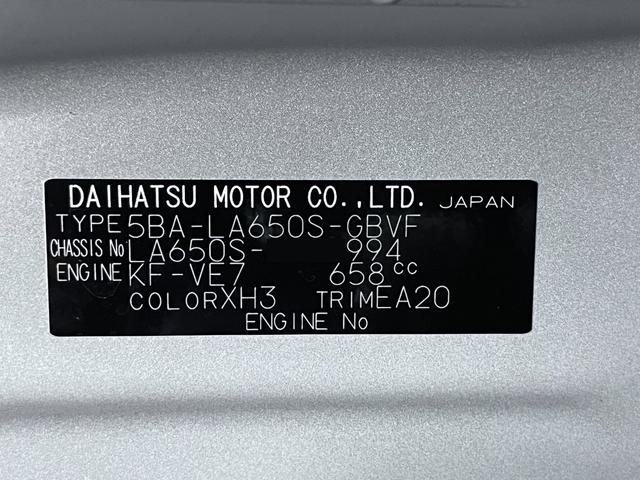 DAIHATSU MOTOR CO.,LTD. JAPAN
TYPE 5BA-LA650S-GBVF
CHASSIS No LA650S- 994
ENGINE KF-VE7 658cc
COLOR XH3 TRIM EA20
ENGINE No